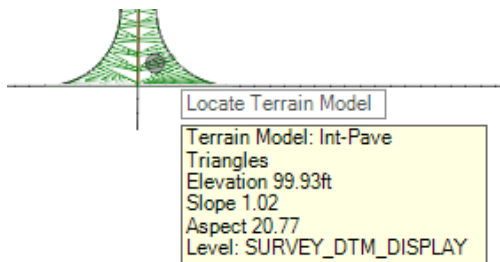 Locate Terrain Model
Terrain Model: Int-Pave
Triangles
Elevation 99.93ft
Slope 1.02
Aspect 20.77
Level: SURVEY_DTM_DISPLAY